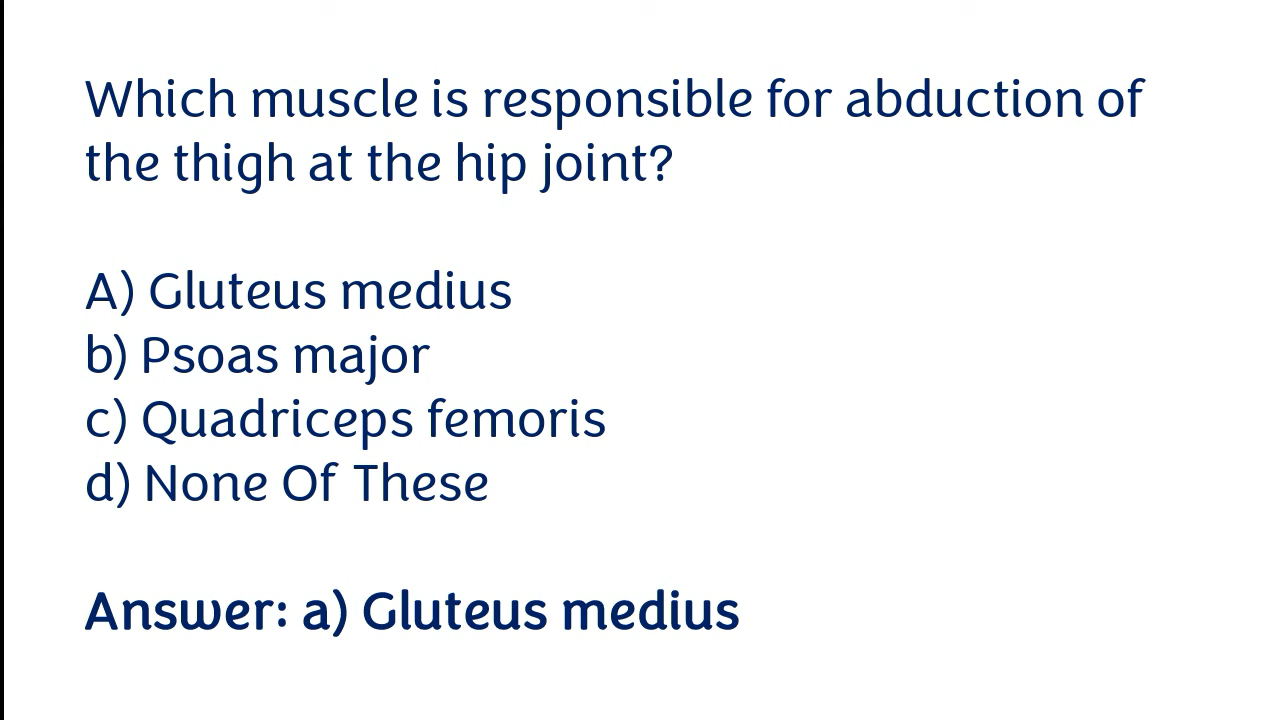 Which muscle is responsible for abduction of
the thigh at the hip joint?
A) Gluteus medius
b) Psoas major
c) Quadriceps femoris
d) None Of These
Answer: a) Gluteus medius